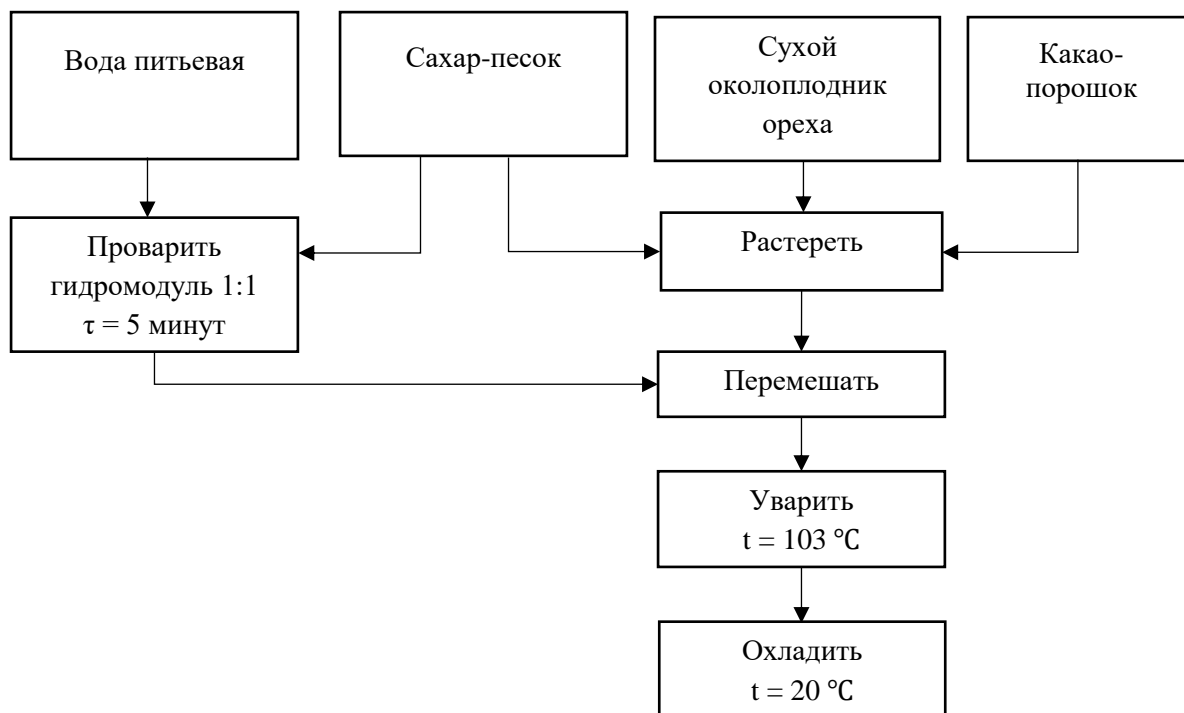 Вода питьевая
Сахар-песок
Сухой
околоплодник
ореха
Какао-
порошок
Проварить
гидромодуль 1:1
τ = 5 минут
Растереть
Перемешать
Уварить
t = 103 ℃
Охладить
t = 20 ℃